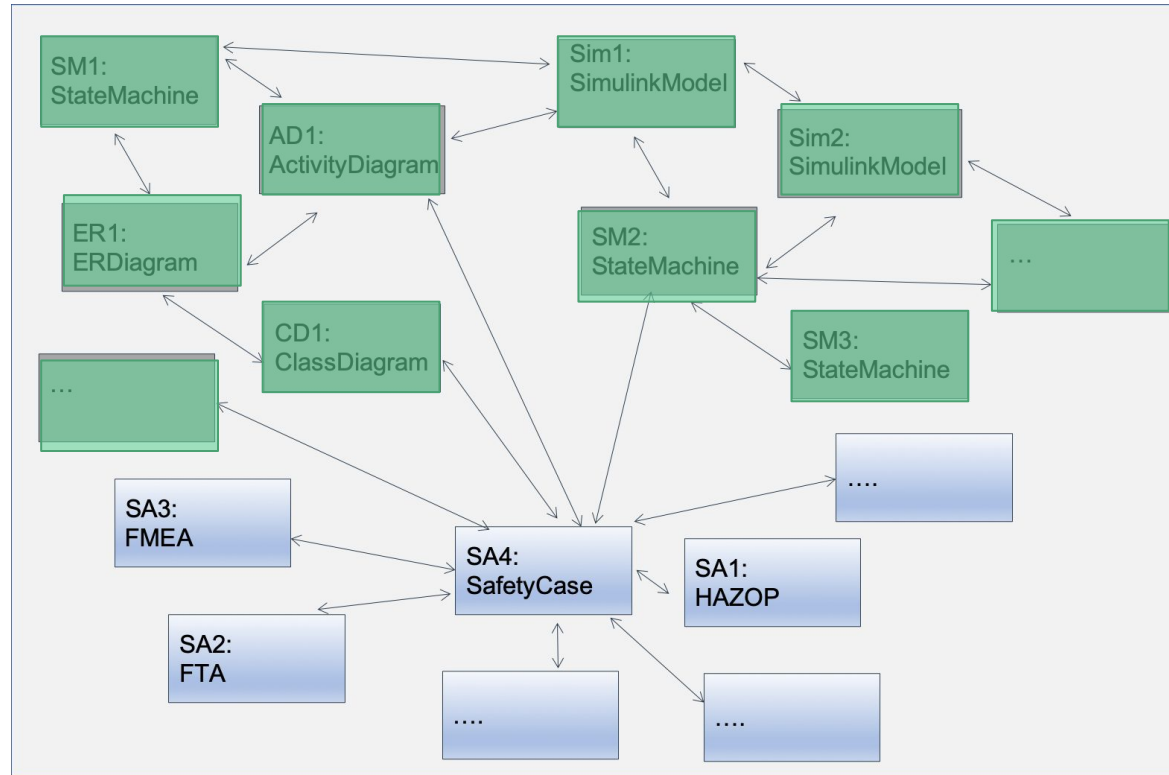 SM1:
StateMachine
Sim1:
SimulinkModel
AD1:
ActivityDiagram
Sim2:
SimulinkModel
ER1:
ERDiagram
SM2:
StateMachine
...
CD1:
ClassDiagram
SM3:
StateMachine
...
....
SA3:
FMEA
SA4:
SafetyCase
SA1:
HAZOP
SA2:
FTA
....
....